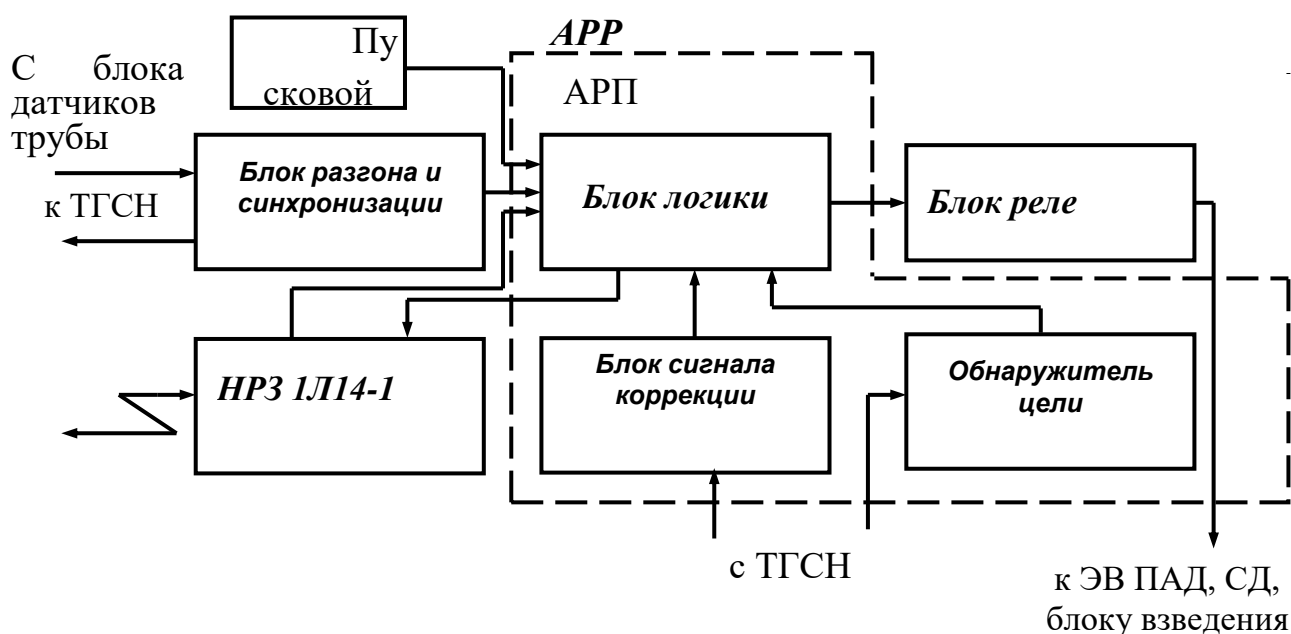 Пу
сковой
С блока
датчиков
трубы
к ТГСН
АРР
АРП
Блок разгона и
синхронизации
Блок логики
Блок реле
НРЗ 1Л14-1
Блок сигнала
коррекции
Обнаружитель
цели
с ТГСН
к ЭВ ПАД, СД,
блоку взведения